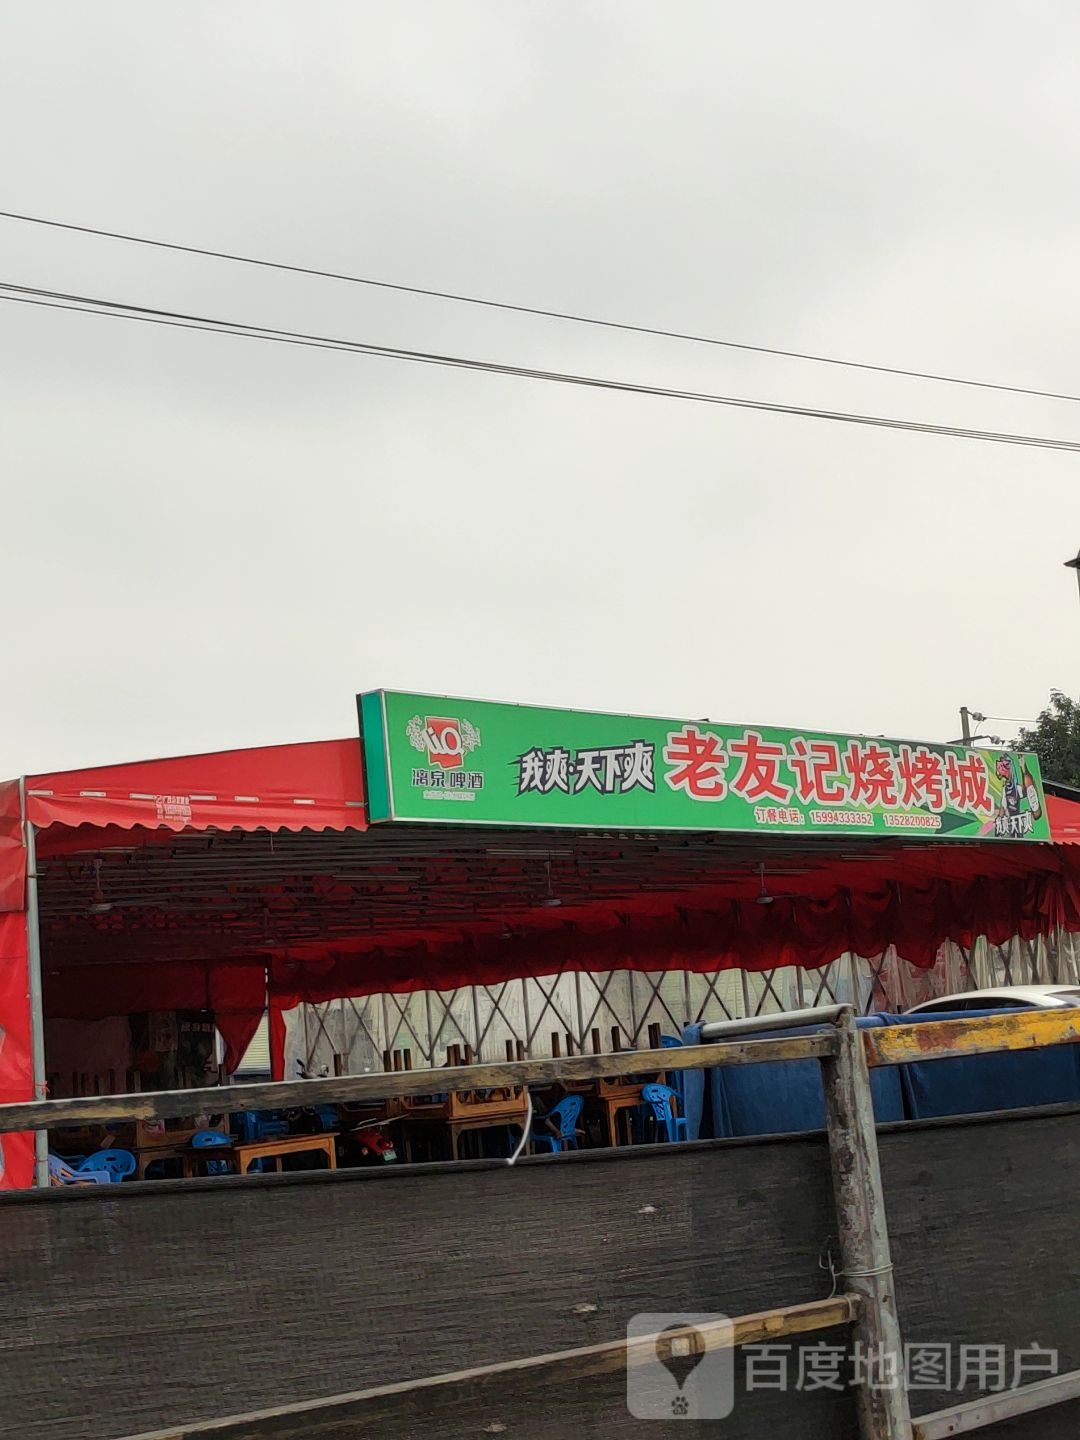 漓泉啤酒
我爽·天下爽
老友记烧烤城
订餐电话：15994333352 13528200825
我爽天下爽
百度地图用户